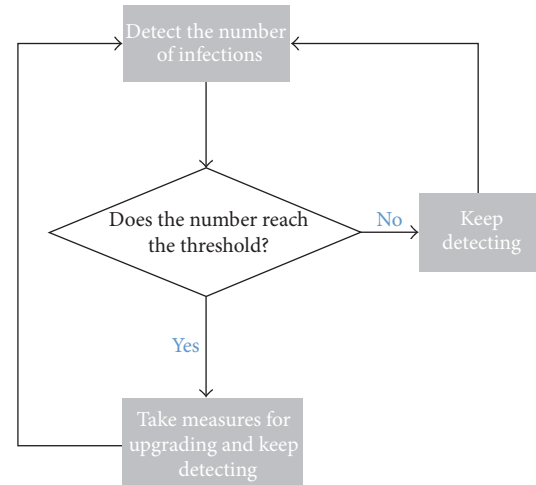 Detect the number
of infections
Does the number reach
the threshold?
No
Keep
detecting
Yes
Take measures for
upgrading and keep
detecting